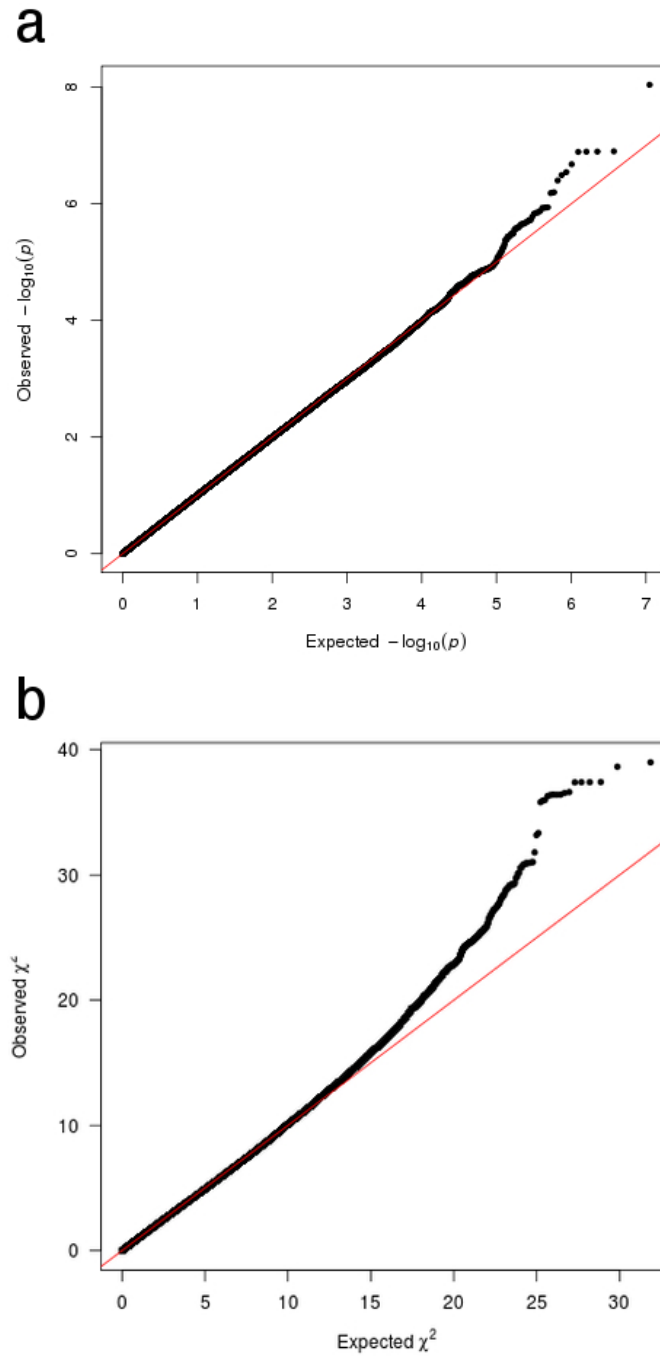 a
8
6
4
2
0
Observed −log₁₀(p)
0 1 2 3 4 5 6 7
Expected −log₁₀(p)
b
40
30
20
10
0
Observed χ²
0 5 10 15 20 25 30
Expected χ²